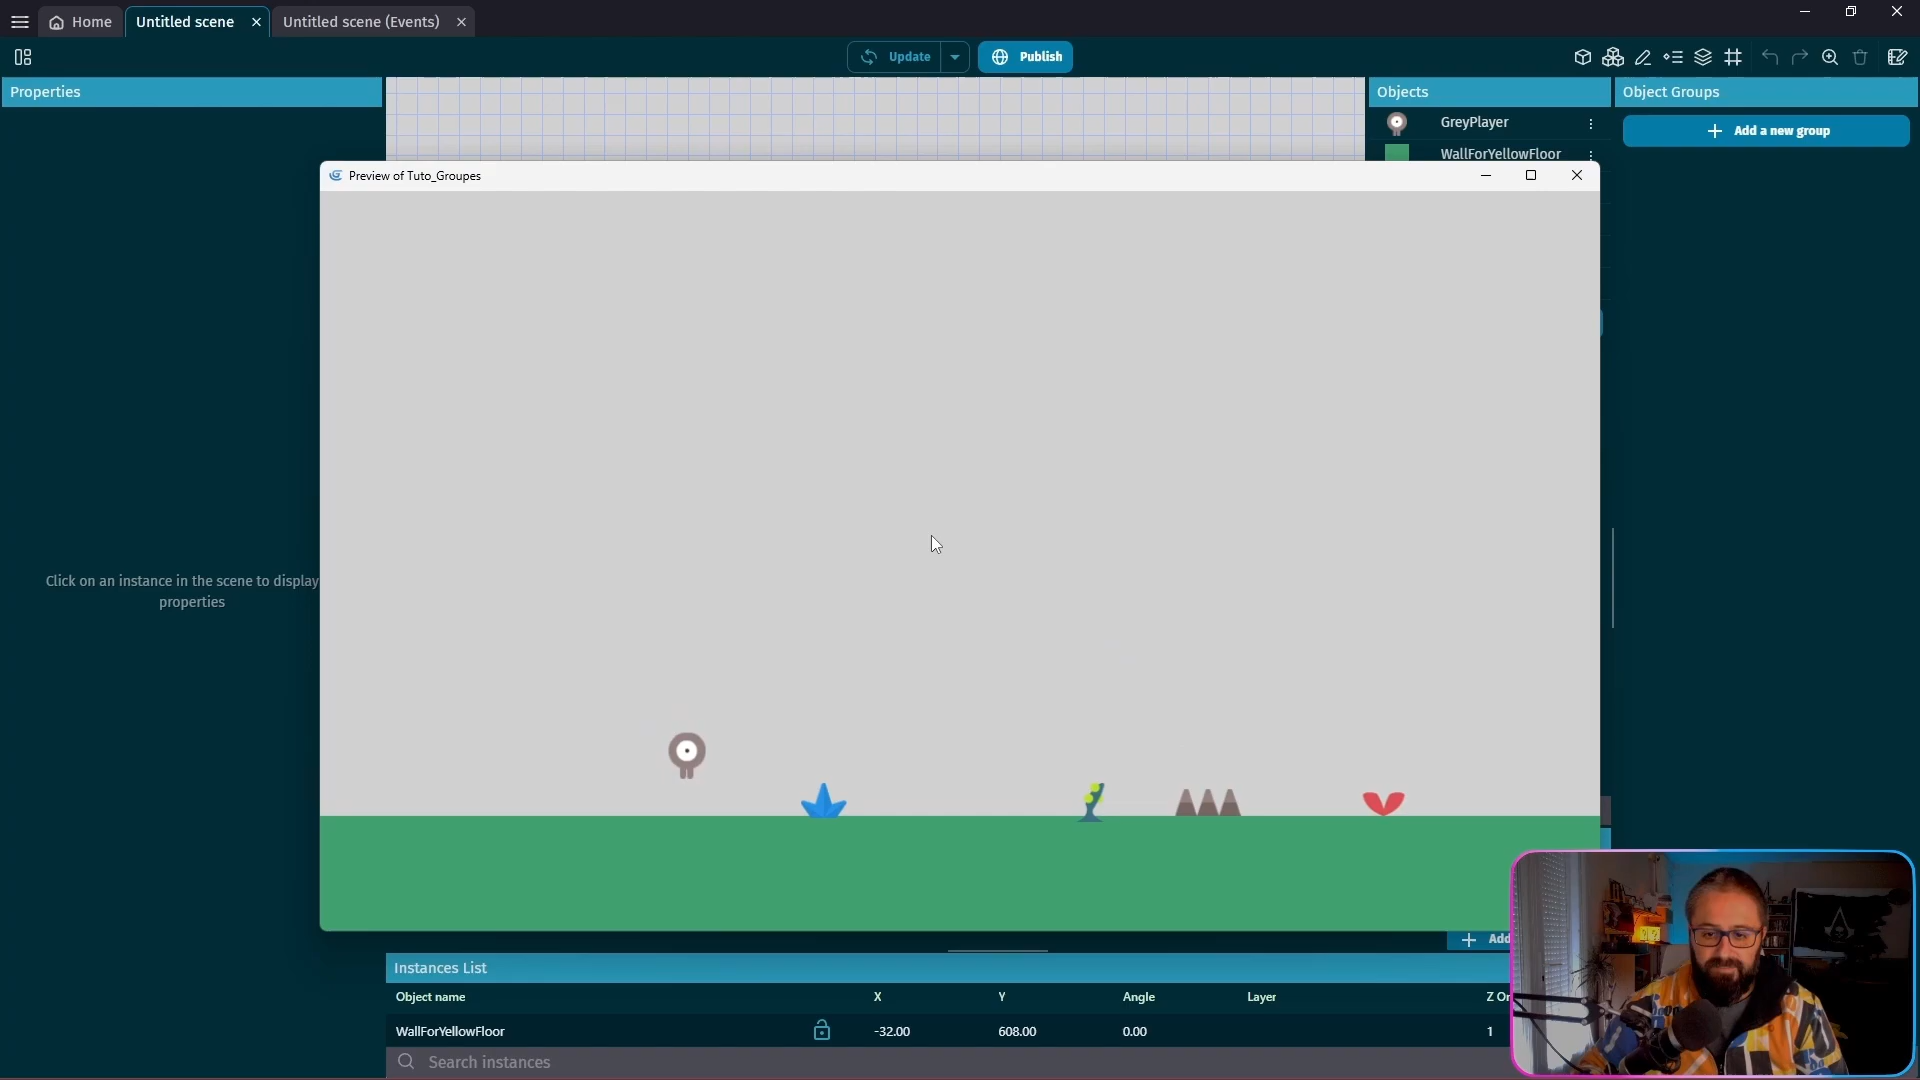 Home
Untitled scene
Untitled scene (Events)
Update
Publish
Properties
Objects
Object Groups
GreyPlayer
Add a new group
WallForYellowFloor
Preview of Tuto_Groupes
Click on an instance in the scene to display
properties
Add
Instances List
Object name X Y Angle Layer Z Or
WallForYellowFloor -32.00 608.00 0.00 1
Search instances